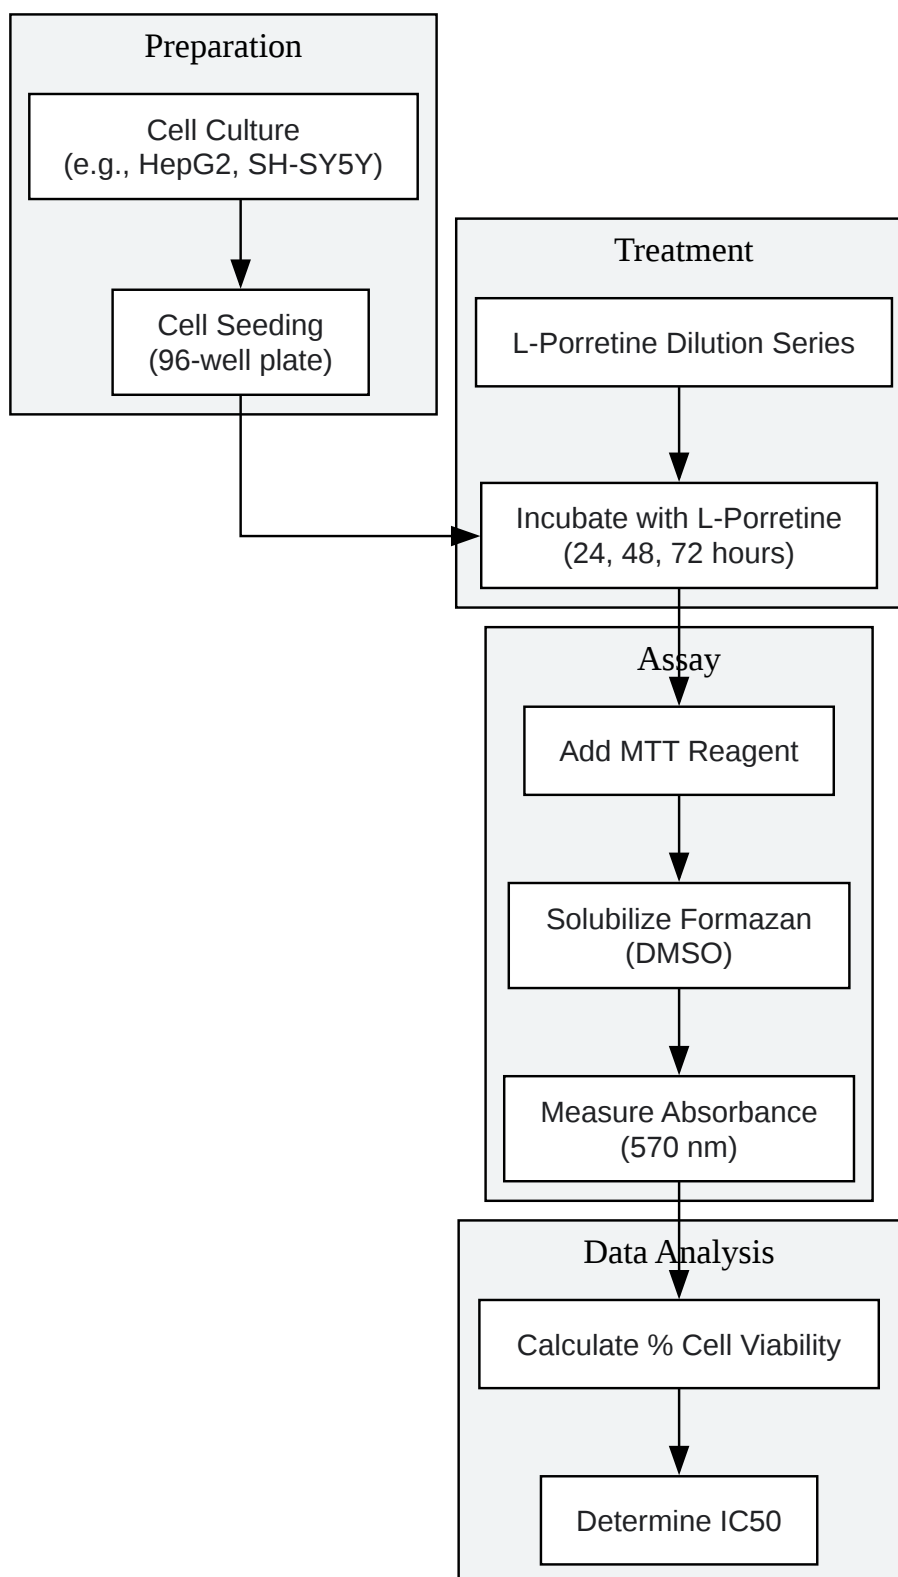 Preparation
Cell Culture
(e.g., HepG2, SH-SY5Y)
Cell Seeding
(96-well plate)
Treatment
L-Porretine Dilution Series
Incubate with L-Porretine
(24, 48, 72 hours)
Assay
Add MTT Reagent
Solubilize Formazan
(DMSO)
Measure Absorbance
(570 nm)
Data Analysis
Calculate % Cell Viability
Determine IC50